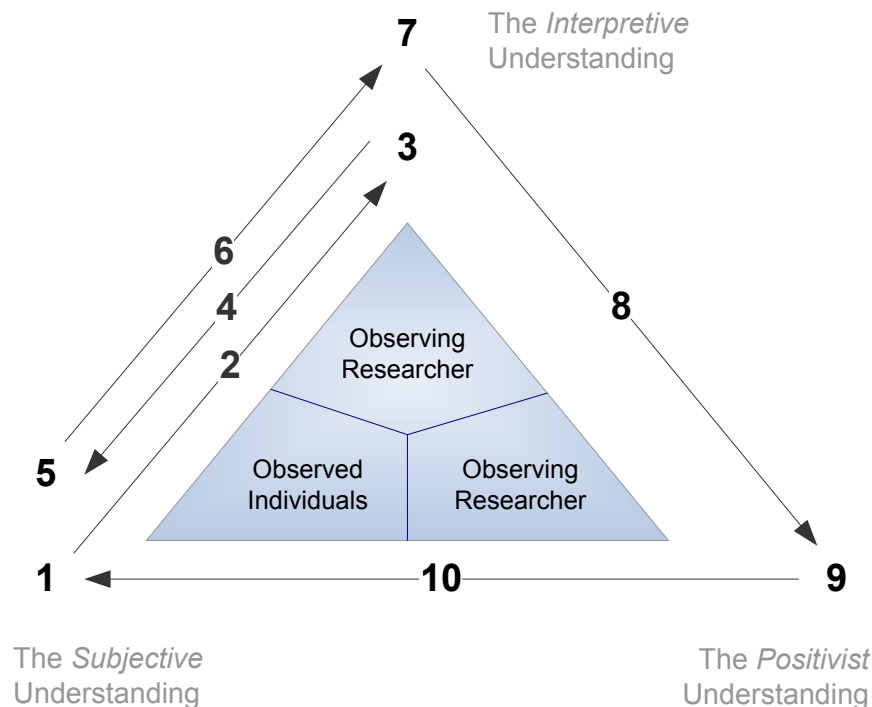 7
The Interpretive
Understanding
3
6
4
8
2
Observing
Researcher
5
Observed
Individuals
Observing
Researcher
1
10
9
The Subjective
Understanding
The Positivist
Understanding